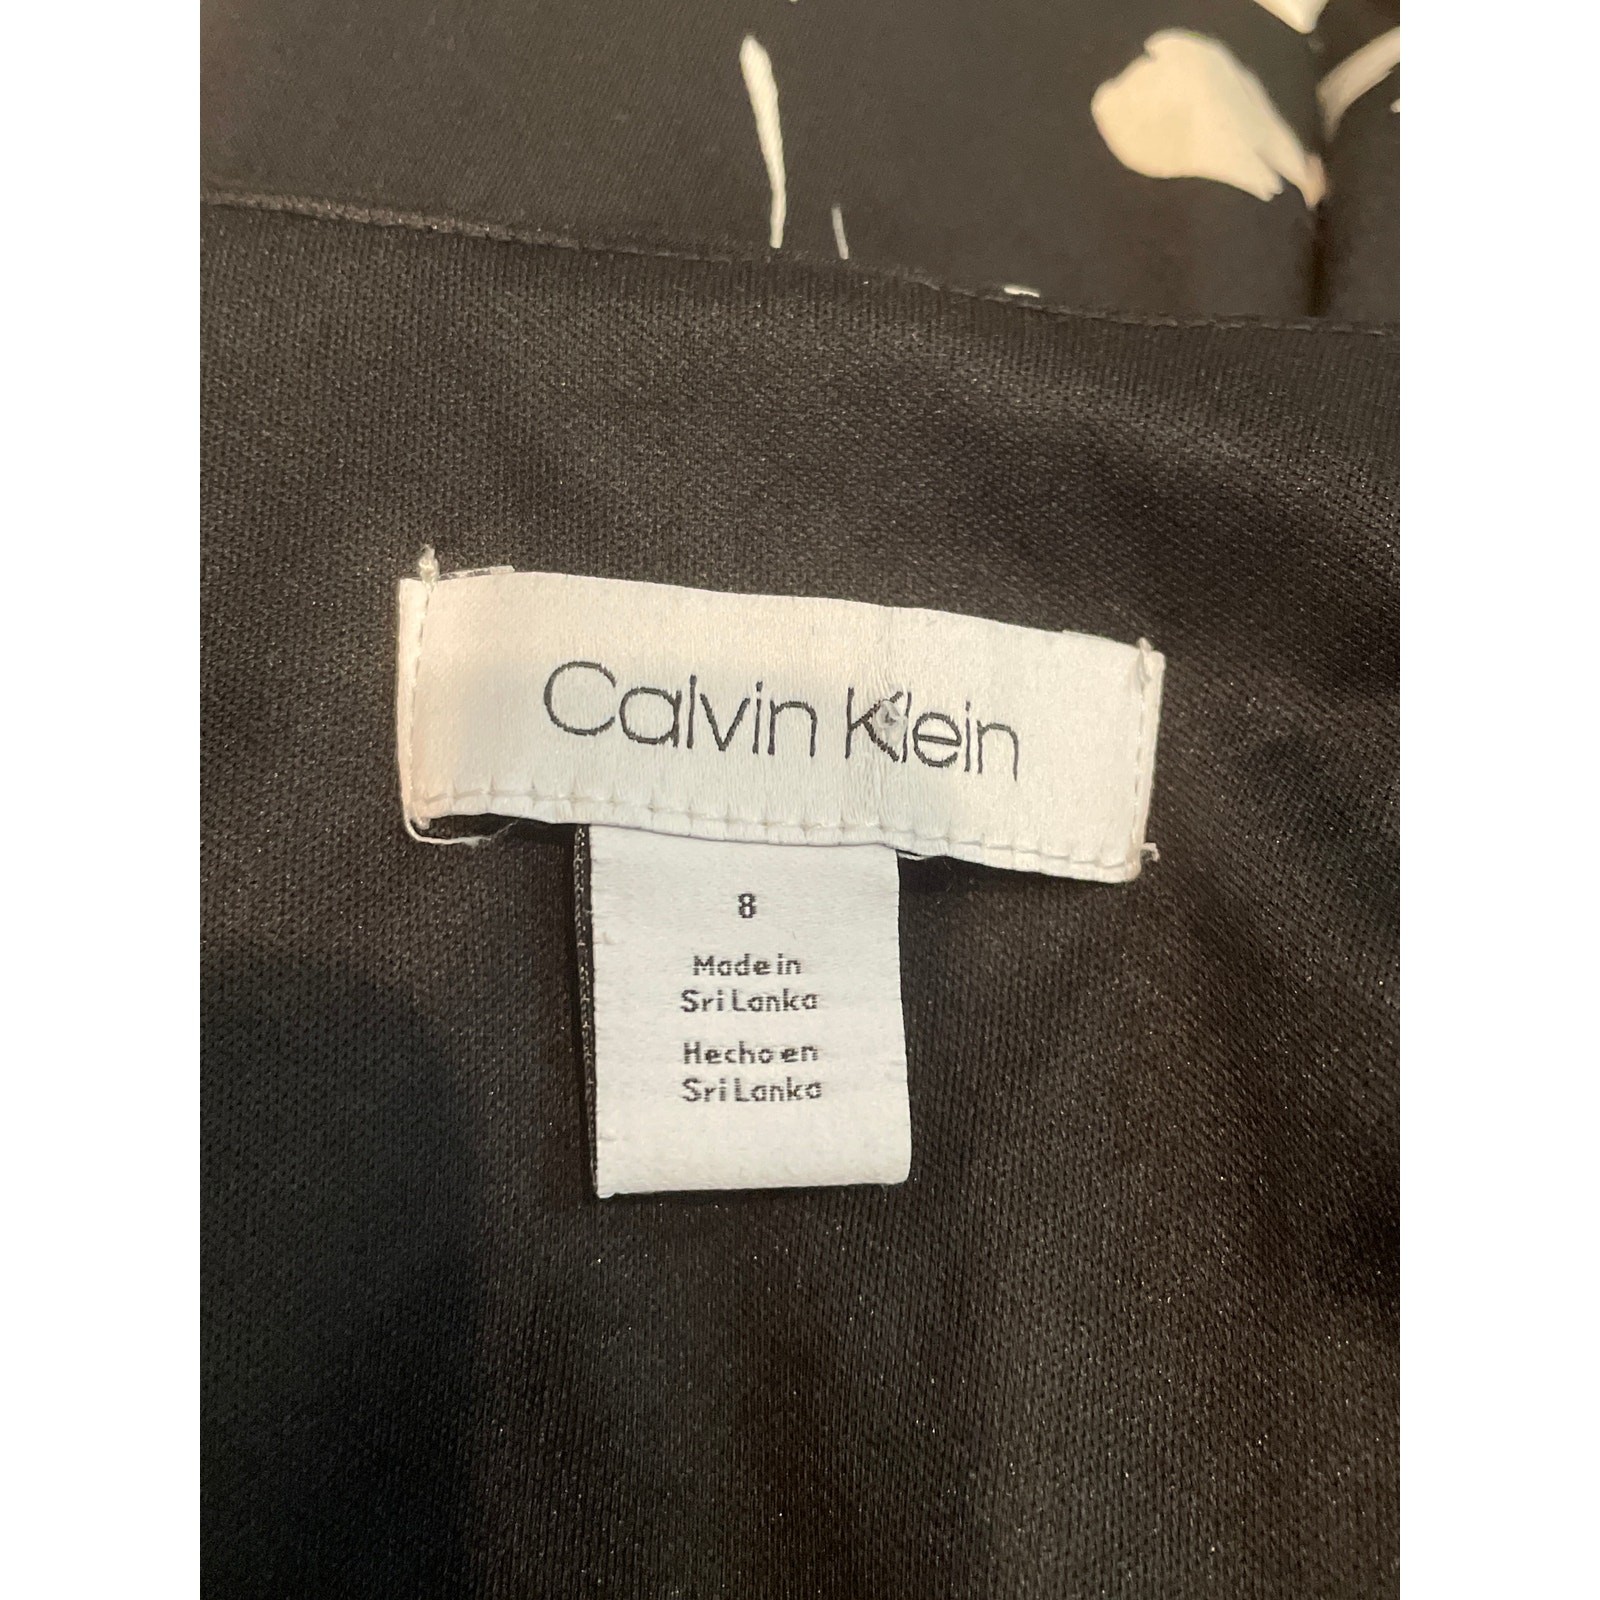 Calvin Klein
8
Made in
Sri Lanka
Hecho en
Sri Lanka